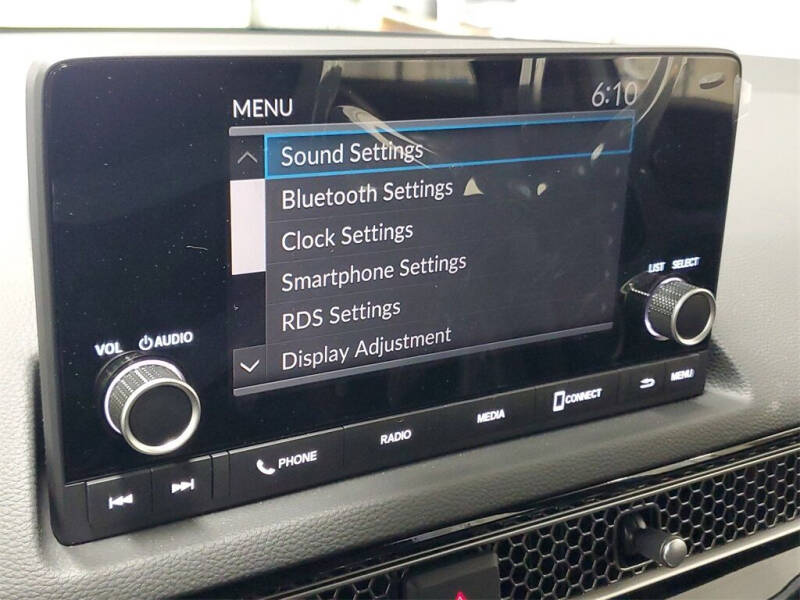 MENU 6:10
Sound Settings
Bluetooth Settings
Clock Settings
Smartphone Settings
RDS Settings
Display Adjustment
LIST SELECT
VOL AUDIO
PHONE RADIO MEDIA CONNECT MENU